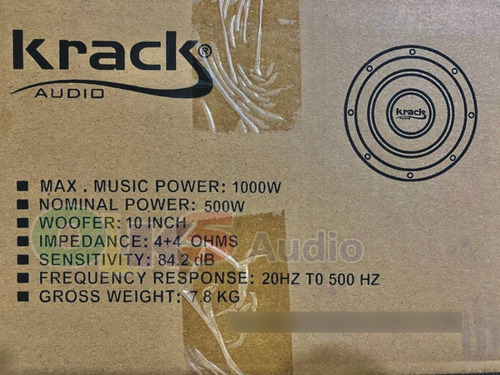 Krack®
AUDIO
Krack
MAX . MUSIC POWER: 1000W
NOMINAL POWER: 500W
WOOFER: 10 INCH
IMPEDANCE: 4+4 OHMS
Audio
SENSITIVITY: 84.2 dB
FREQUENCY RESPONSE: 20HZ T0 500 HZ
GROSS WEIGHT: 7.8 KG